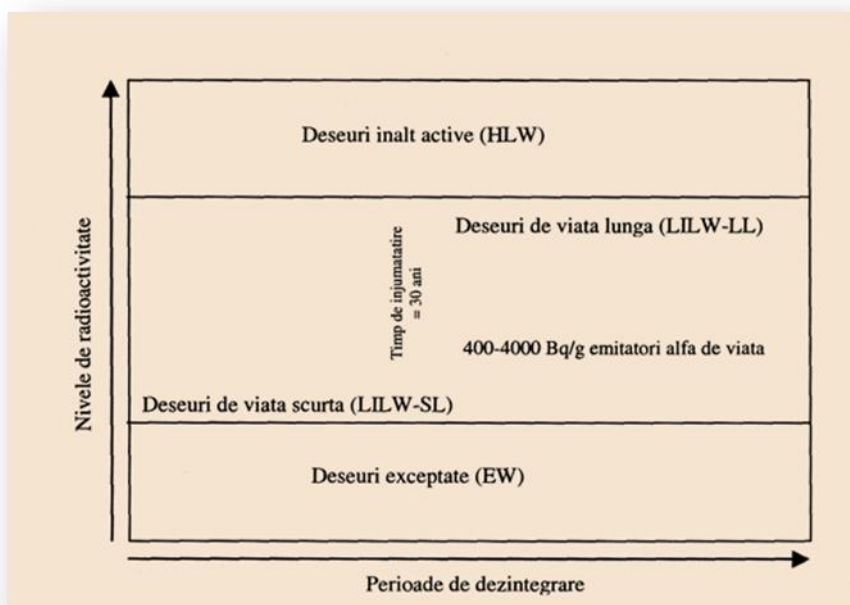 Deseuri inalt active (HLW)
Nivele de radioactivitate
Deseuri de viata lunga (LILW-LL)
Timp de injumatatire
= 30 ani
400-4000 Bq/g emitatori alfa de viata
Deseuri de viata scurta (LILW-SL)
Deseuri exceptate (EW)
Perioade de dezintegrare